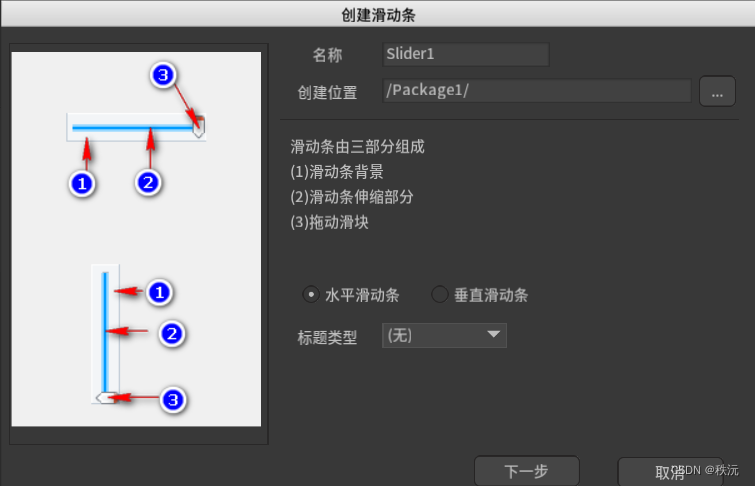 创建滑动条
名称 Slider1
创建位置 /Package1/ ...
滑动条由三部分组成
(1)滑动条背景
(2)滑动条伸缩部分
(3)拖动滑块
水平滑动条 垂直滑动条
标题类型 (无)
3
1 2
1
2
3
下一步 取消
CSDN @秩沅